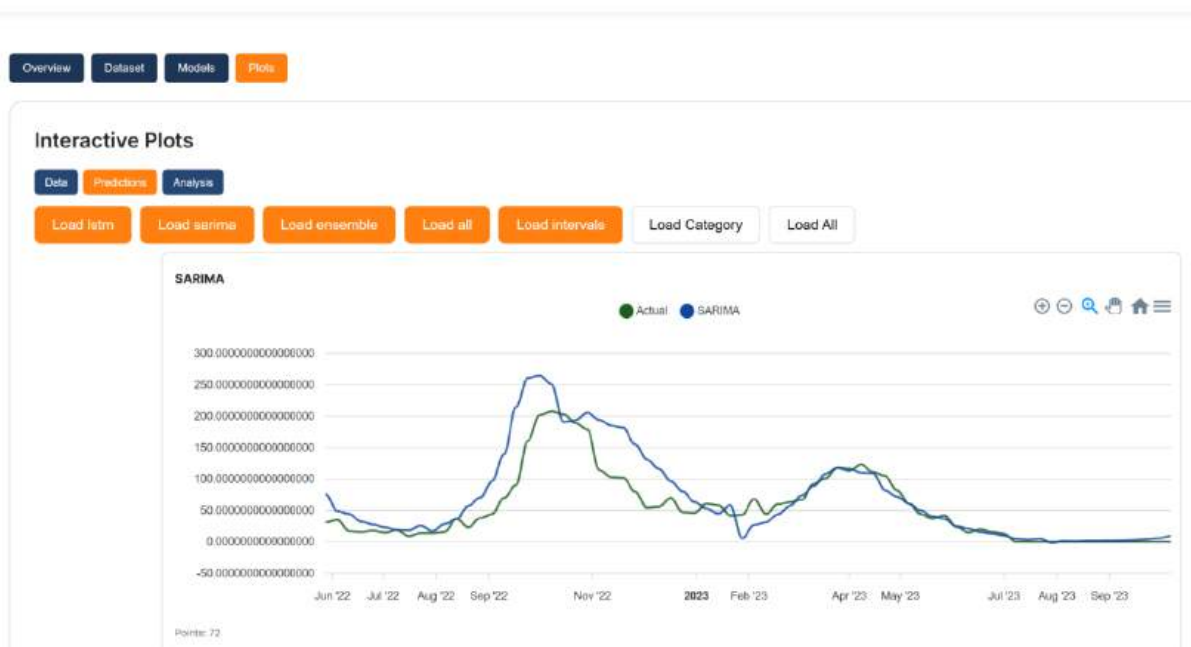 Overview Dataset Models Plots
Interactive Plots
Data Predictions Analysis
Load lstm Load sarima Load ensemble Load all Load intervals Load Category Load All
SARIMA
Actual SARIMA
300.0000000000000000
250.0000000000000000
200.0000000000000000
150.0000000000000000
100.0000000000000000
50.0000000000000000
0.0000000000000000
-50.0000000000000000
Jun '22 Jul '22 Aug '22 Sep '22 Nov '22 2023 Feb '23 Apr '23 May '23 Jul '23 Aug '23 Sep '23
Points: 72